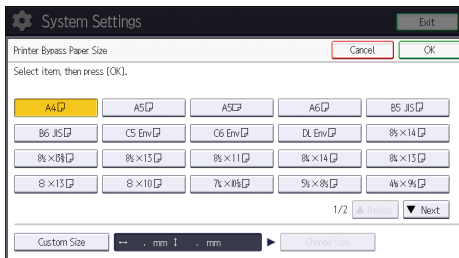 System Settings Exit
Printer Bypass Paper Size Cancel OK
Select item, then press [OK].
A4 A5 A5 A6 B5 JIS
B6 JIS C5 Env C6 Env DL Env 8½×14
8½×13 8½×11 8¼×14 8¼×13
8×13 8×10 7¼×10½ 5½×8½ 4⅛×9½
1/2 ▲ Previous ▼ Next
Custom Size ↔ . mm ↕ . mm ▶ Change Size